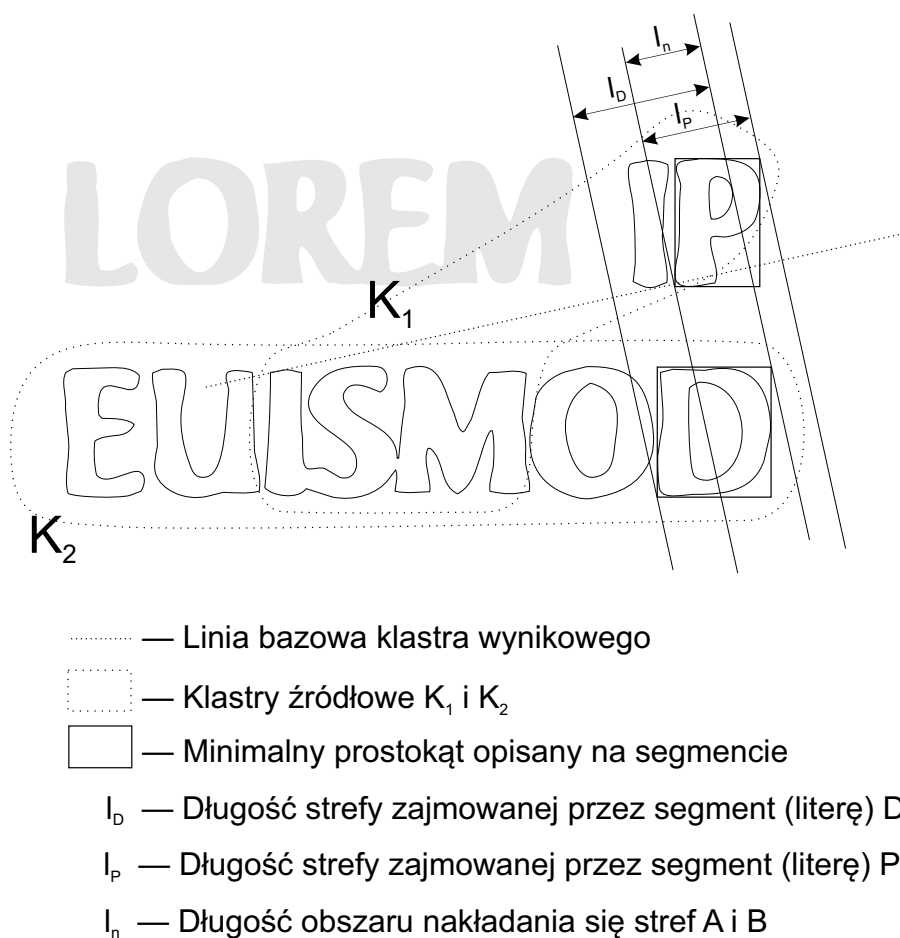 lₙ
l_D
l_P
LOREM IP
K₁
EUISMOD
K₂
— Linia bazowa klastra wynikowego
— Klastry źródłowe K₁ i K₂
— Minimalny prostokąt opisany na segmencie
l_D — Długość strefy zajmowanej przez segment (literę) D
l_P — Długość strefy zajmowanej przez segment (literę) P
lₙ — Długość obszaru nakładania się stref A i B